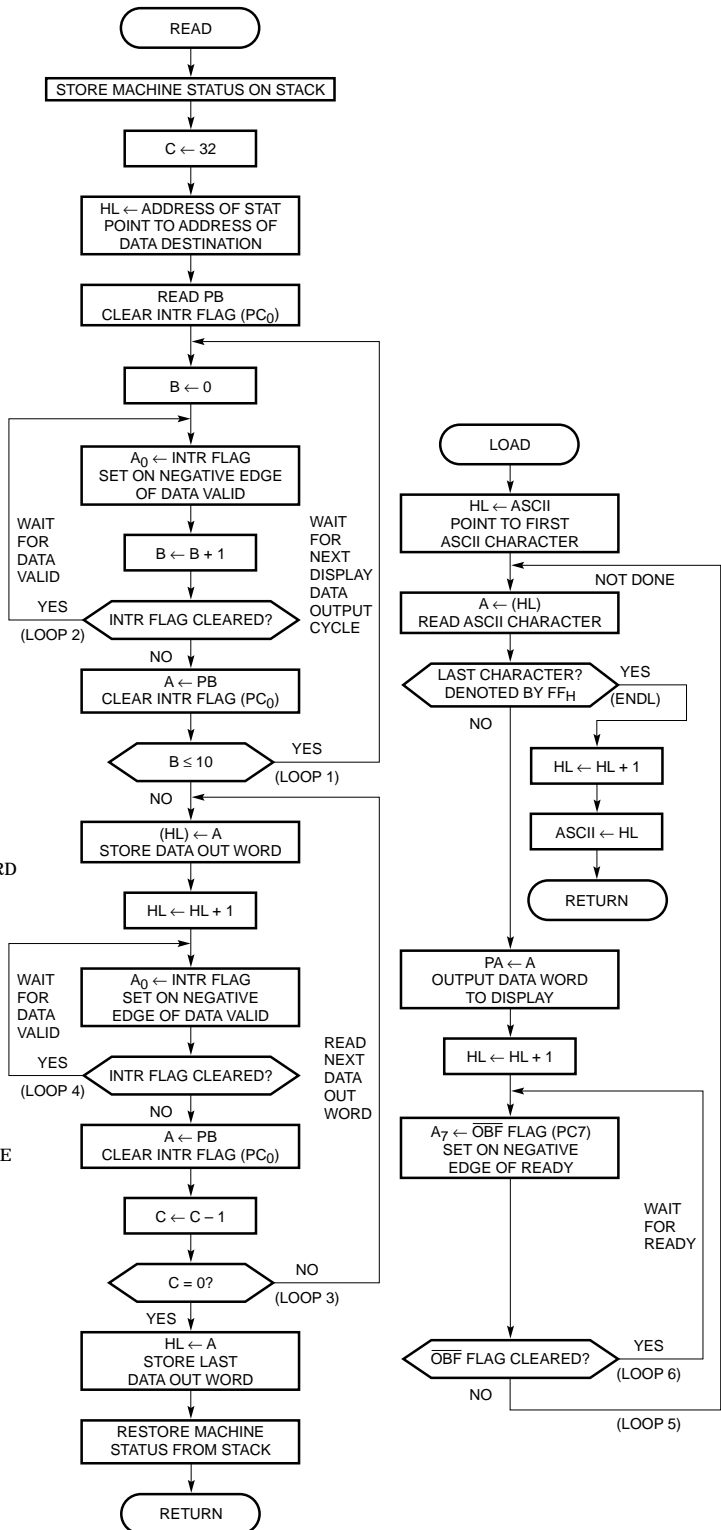 READ
STORE MACHINE STATUS ON STACK
C ← 32
HL ← ADDRESS OF STAT
POINT TO ADDRESS OF
DATA DESTINATION
READ PB
CLEAR INTR FLAG (PC0)
B ← 0
A0 ← INTR FLAG
SET ON NEGATIVE EDGE
OF DATA VALID
WAIT
FOR
DATA
VALID
B ← B + 1
WAIT
FOR
NEXT
DISPLAY
DATA
OUTPUT
CYCLE
YES
(LOOP 2)
INTR FLAG CLEARED?
NO
A ← PB
CLEAR INTR FLAG (PC0)
B ≤ 10
YES
(LOOP 1)
NO
(HL) ← A
STORE DATA OUT WORD
RD
HL ← HL + 1
WAIT
FOR
DATA
VALID
A0 ← INTR FLAG
SET ON NEGATIVE
EDGE OF DATA VALID
YES
(LOOP 4)
INTR FLAG CLEARED?
READ
NEXT
DATA
OUT
WORD
NO
A ← PB
CLEAR INTR FLAG (PC0)
E
C ← C – 1
C = 0?
NO
(LOOP 3)
YES
HL ← A
STORE LAST
DATA OUT WORD
RESTORE MACHINE
STATUS FROM STACK
RETURN
LOAD
HL ← ASCII
POINT TO FIRST
ASCII CHARACTER
NOT DONE
A ← (HL)
READ ASCII CHARACTER
LAST CHARACTER?
DENOTED BY FFH
YES
(ENDL)
NO
HL ← HL + 1
ASCII ← HL
RETURN
PA ← A
OUTPUT DATA WORD
TO DISPLAY
HL ← HL + 1
A7 ← O̅B̅F̅ FLAG (PC7)
SET ON NEGATIVE
EDGE OF READY
WAIT
FOR
READY
O̅B̅F̅ FLAG CLEARED?
YES
(LOOP 6)
NO
(LOOP 5)